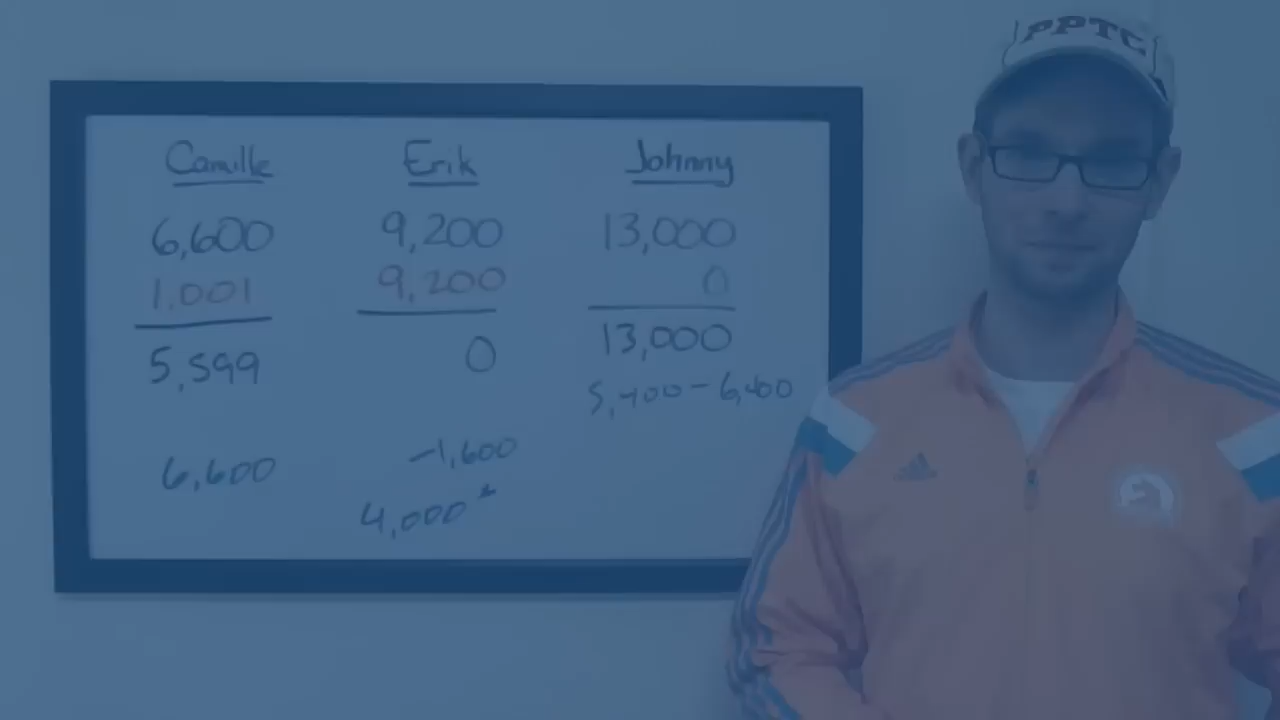 PPTC
Camille Erik Johnny
6,600 9,200 13,000
1,001 9,200 0
5,599 0 13,000
5,400 - 6,400
6,600 -1,600
4,000*